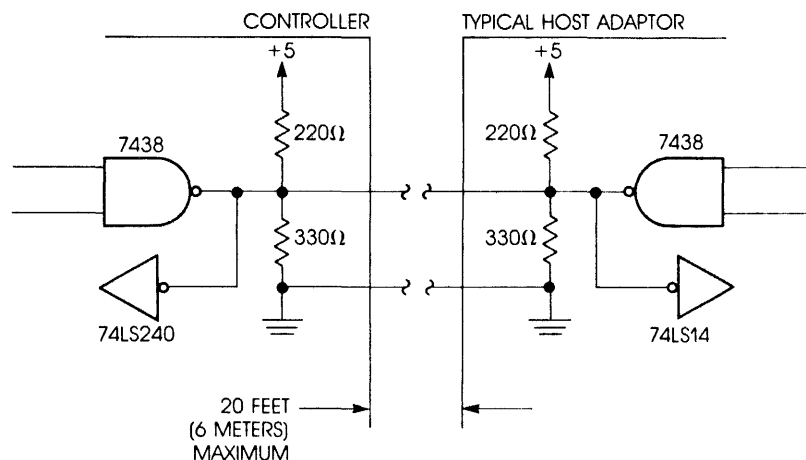 CONTROLLER
TYPICAL HOST ADAPTOR
+5
+5
7438
220Ω
220Ω
7438
330Ω
330Ω
74LS240
74LS14
20 FEET
(6 METERS)
MAXIMUM